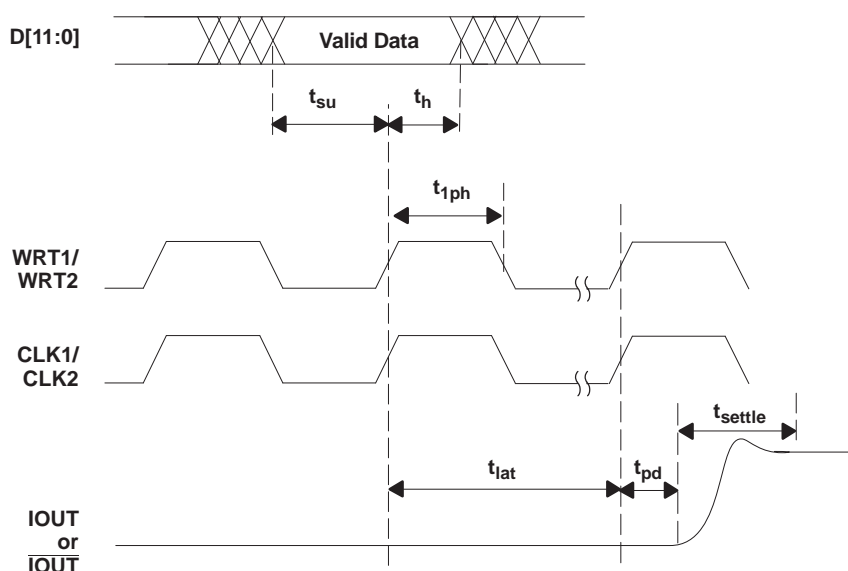 D[11:0]
Valid Data
tsu
th
t1ph
WRT1/
WRT2
CLK1/
CLK2
tsettle
tlat
tpd
IOUT
or
IOUT